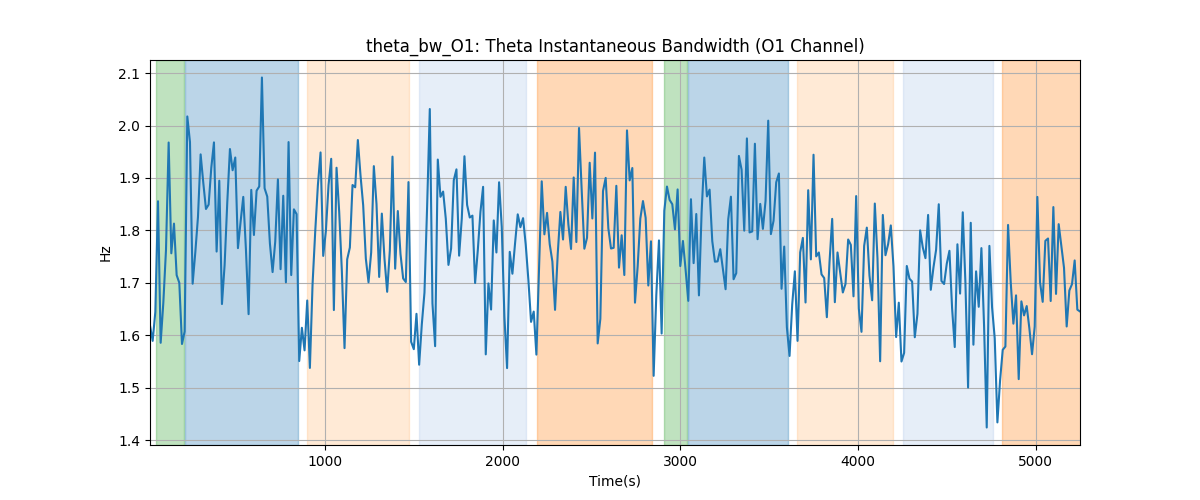 theta_bw_O1: Theta Instantaneous Bandwidth (O1 Channel)
2.1
2.0
1.9
1.8
1.7
1.6
1.5
1.4
Hz
1000 2000 3000 4000 5000
Time(s)